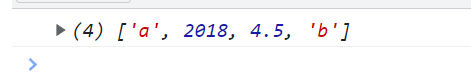 ▶(4) ['a', 2018, 4.5, 'b']
>